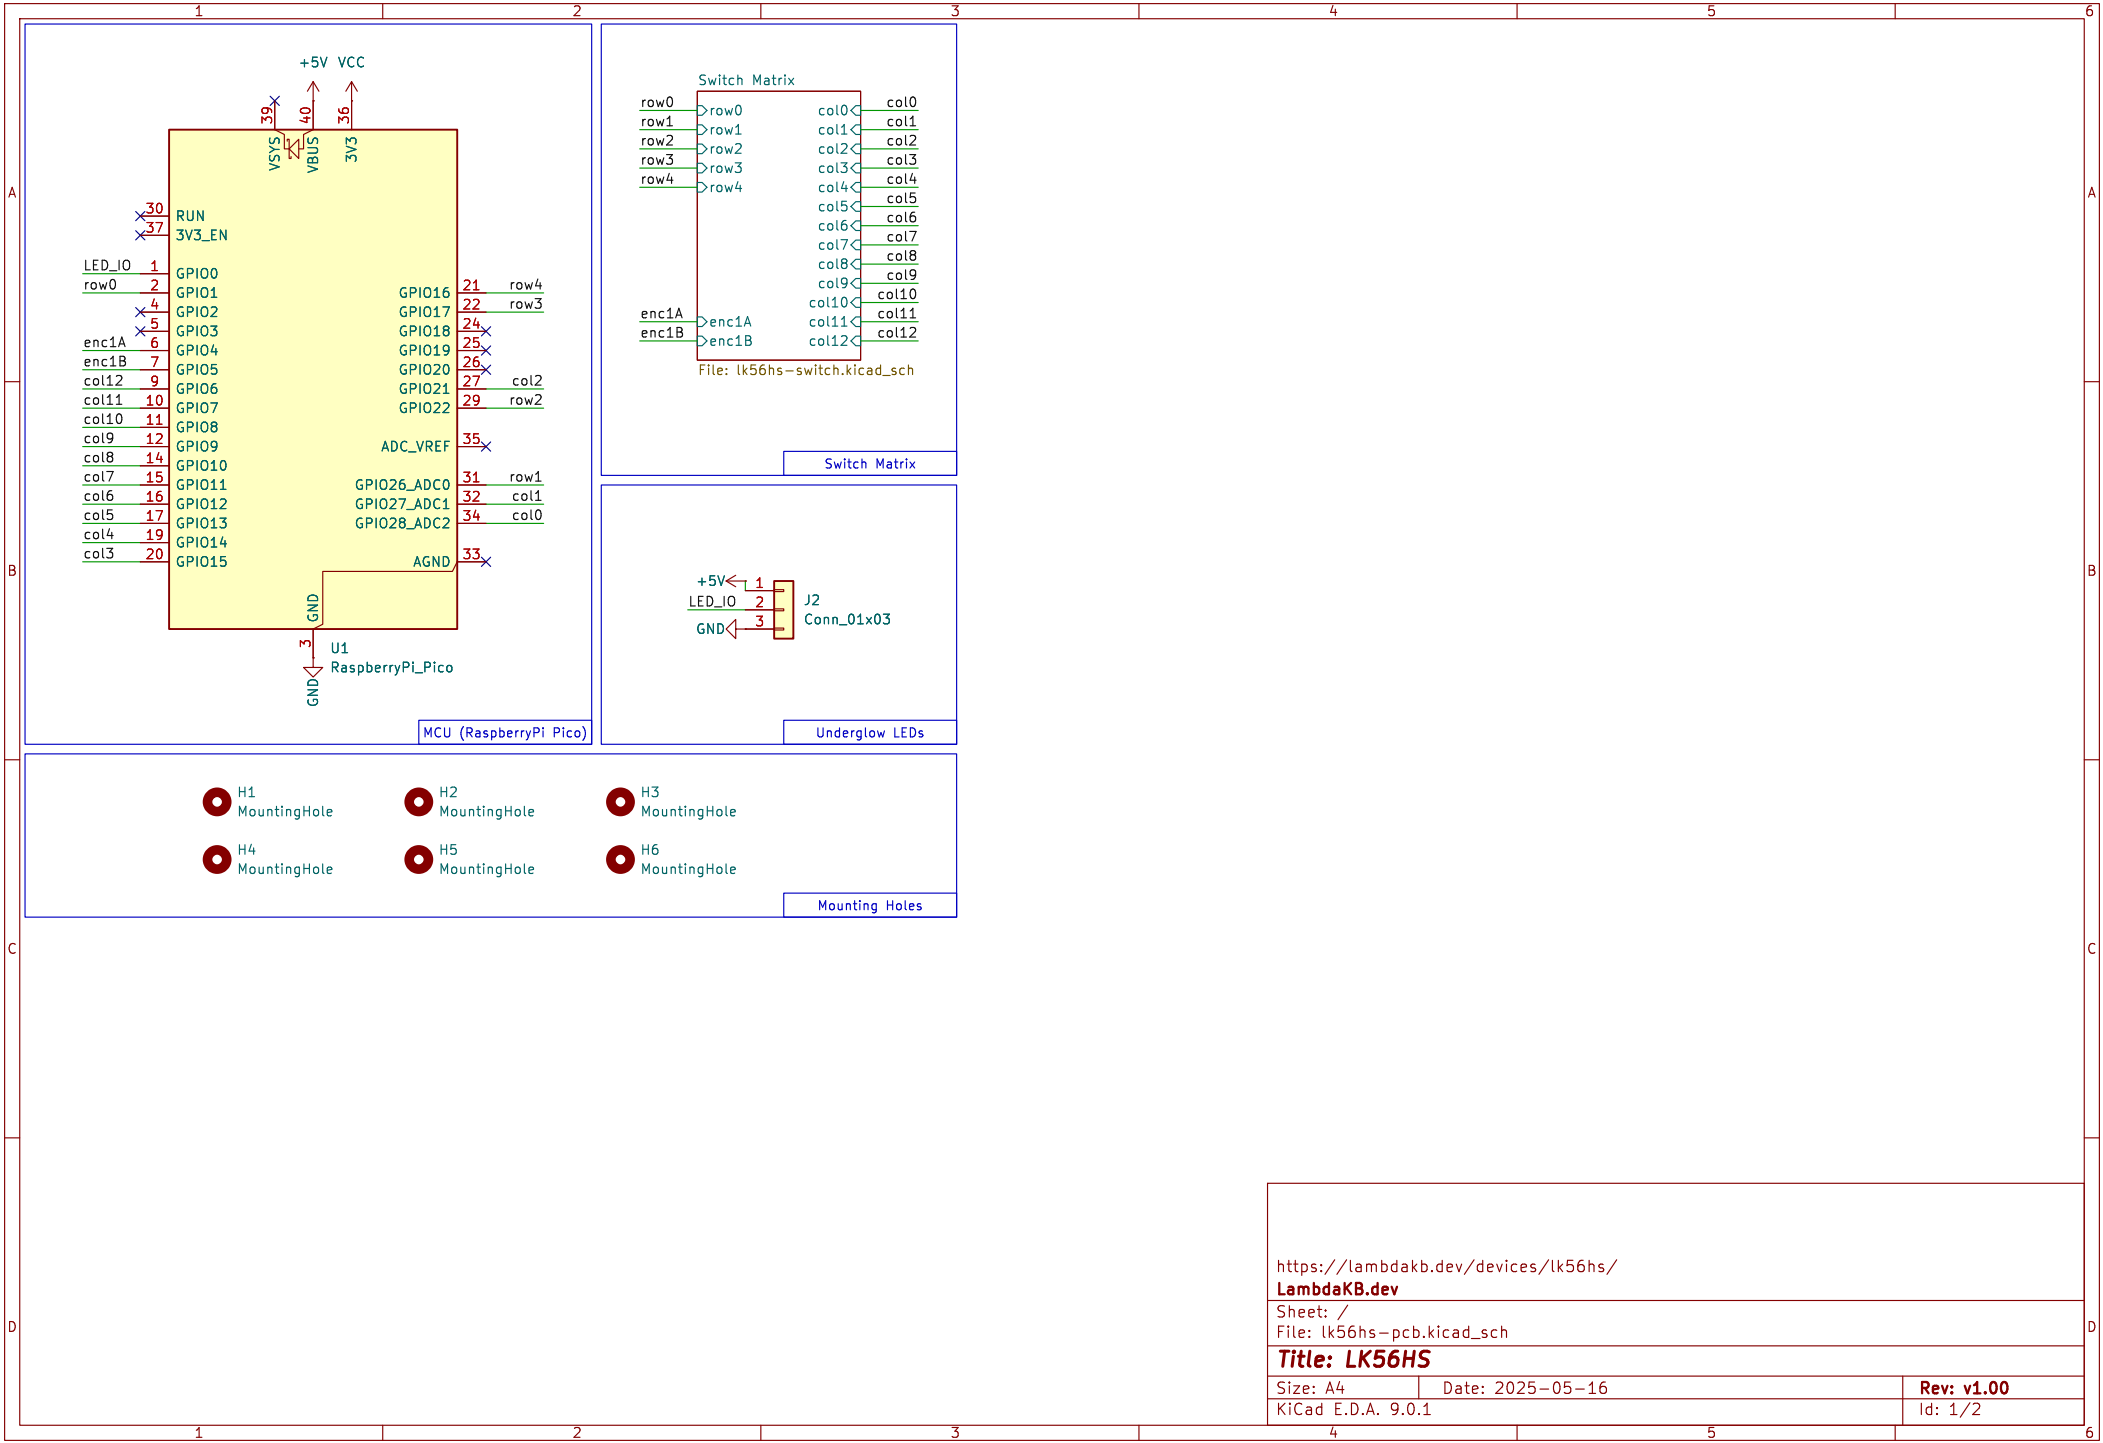 1 2 3 4 5 6
A
B
C
D
A
B
C
D
1 2 3 4 5 6
+5V VCC
39 40 36
VSYS VBUS 3V3
30 RUN
37 3V3_EN
LED_IO 1 GPIO0
row0 2 GPIO1
4 GPIO2
5 GPIO3
enc1A 6 GPIO4
enc1B 7 GPIO5
col12 9 GPIO6
col11 10 GPIO7
col10 11 GPIO8
col9 12 GPIO9
col8 14 GPIO10
col7 15 GPIO11
col6 16 GPIO12
col5 17 GPIO13
col4 19 GPIO14
col3 20 GPIO15
GPIO16 21 row4
GPIO17 22 row3
GPIO18 24
GPIO19 25
GPIO20 26
GPIO21 27 col2
GPIO22 29 row2
ADC_VREF 35
GPIO26_ADC0 31 row1
GPIO27_ADC1 32 col1
GPIO28_ADC2 34 col0
AGND 33
GND
3
U1
RaspberryPi_Pico
GND
MCU (RaspberryPi Pico)
Switch Matrix
row0 row0
row1 row1
row2 row2
row3 row3
row4 row4
enc1A enc1A
enc1B enc1B
col0 col0
col1 col1
col2 col2
col3 col3
col4 col4
col5 col5
col6 col6
col7 col7
col8 col8
col9 col9
col10 col10
col11 col11
col12 col12
File: lk56hs-switch.kicad_sch
Switch Matrix
+5V 1
LED_IO 2
GND 3
J2
Conn_01x03
Underglow LEDs
H1
MountingHole
H2
MountingHole
H3
MountingHole
H4
MountingHole
H5
MountingHole
H6
MountingHole
Mounting Holes
https://lambdakb.dev/devices/lk56hs/
LambdaKB.dev
Sheet: /
File: lk56hs-pcb.kicad_sch
Title: LK56HS
Size: A4 Date: 2025-05-16 Rev: v1.00
KiCad E.D.A. 9.0.1 Id: 1/2